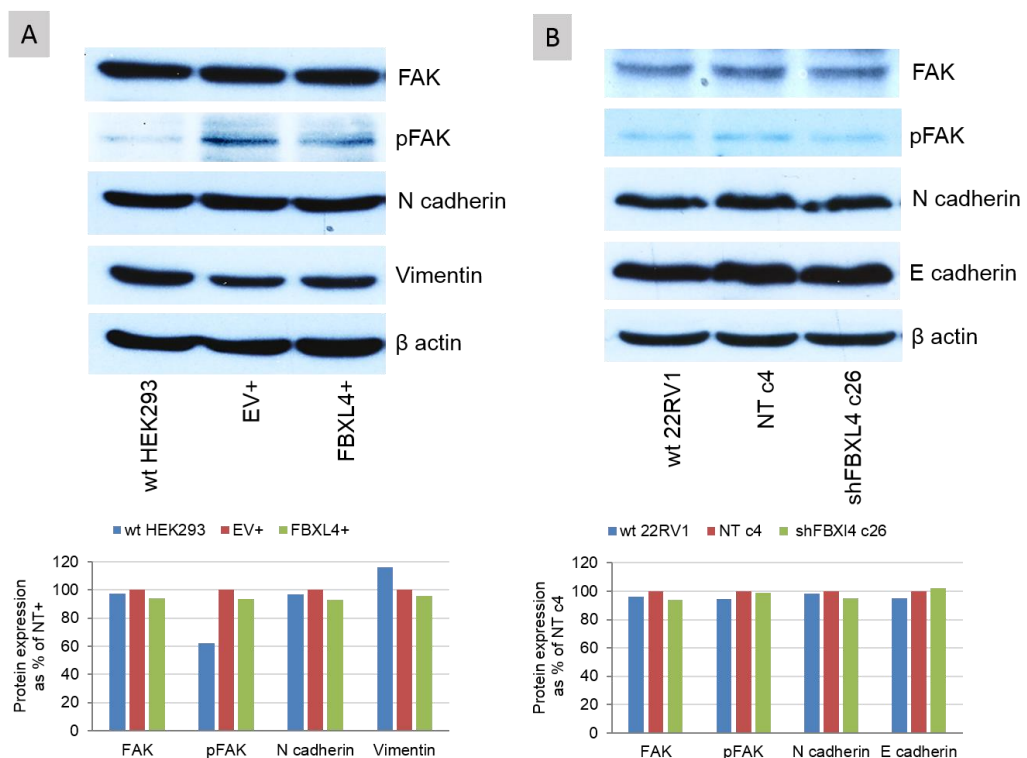 A
FAK
pFAK
N cadherin
Vimentin
β actin
wt HEK293
EV+
FBXL4+
wt HEK293 EV+ FBXL4+
Protein expression
as % of NT+
120
100
80
60
40
20
0
FAK pFAK N cadherin Vimentin
B
FAK
pFAK
N cadherin
E cadherin
β actin
wt 22RV1
NT c4
shFBXL4 c26
wt 22RV1 NT c4 shFBXl4 c26
Protein expression
as % of NT c4
120
100
80
60
40
20
0
FAK pFAK N cadherin E cadherin